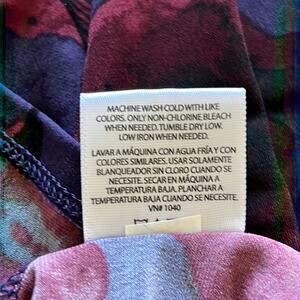 MACHINE WASH COLD WITH LIKE
COLORS. ONLY NON-CHLORINE BLEACH
WHEN NEEDED. TUMBLE DRY LOW.
LOW IRON WHEN NEEDED.
LAVAR A MÁQUINA CON AGUA FRÍA Y CON
COLORES SIMILARES. USAR SOLAMENTE
BLANQUEADOR SIN CLORO CUANDO SE
NECESITE. SECAR EN MÁQUINA A
TEMPERATURA BAJA. PLANCHAR A
TEMPERATURA BAJA CUANDO SE NECESITE.
VN# 1040